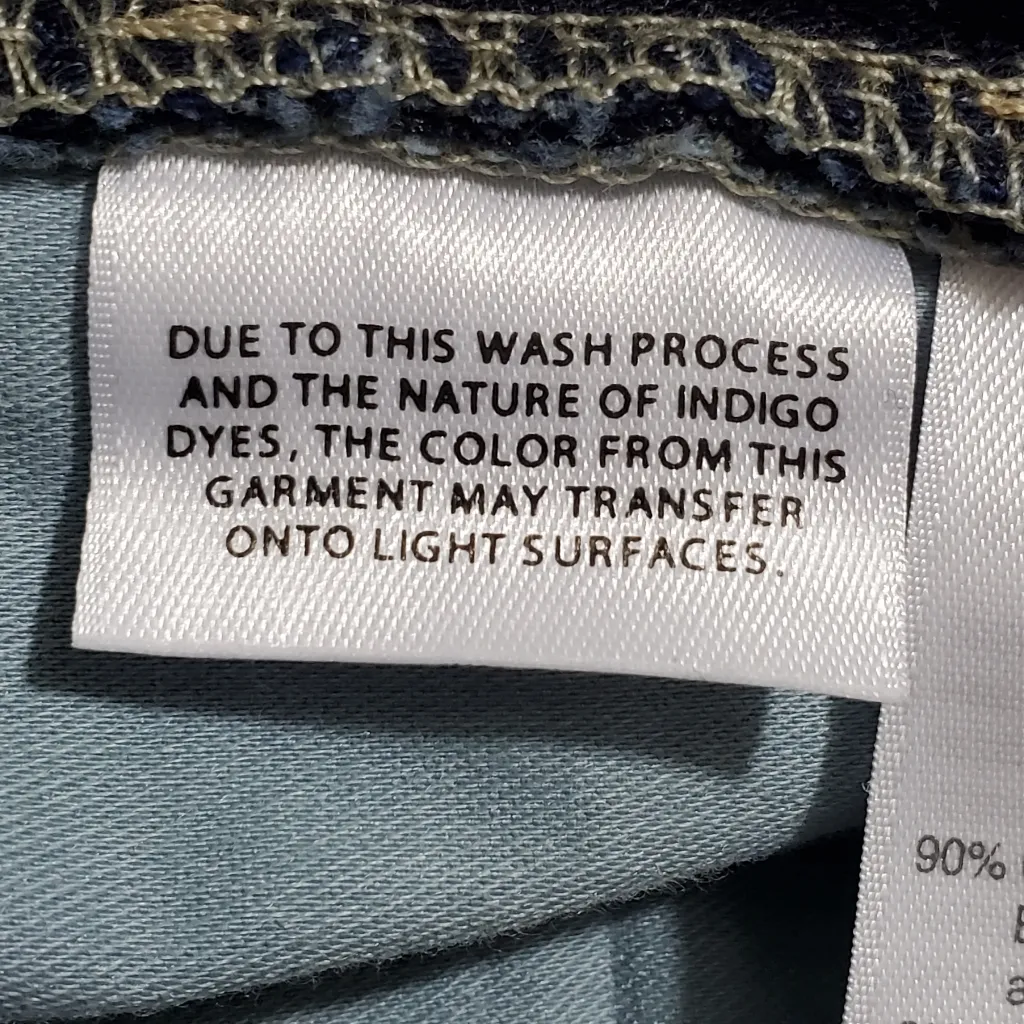 DUE TO THIS WASH PROCESS
AND THE NATURE OF INDIGO
DYES, THE COLOR FROM THIS
GARMENT MAY TRANSFER
ONTO LIGHT SURFACES.
90%